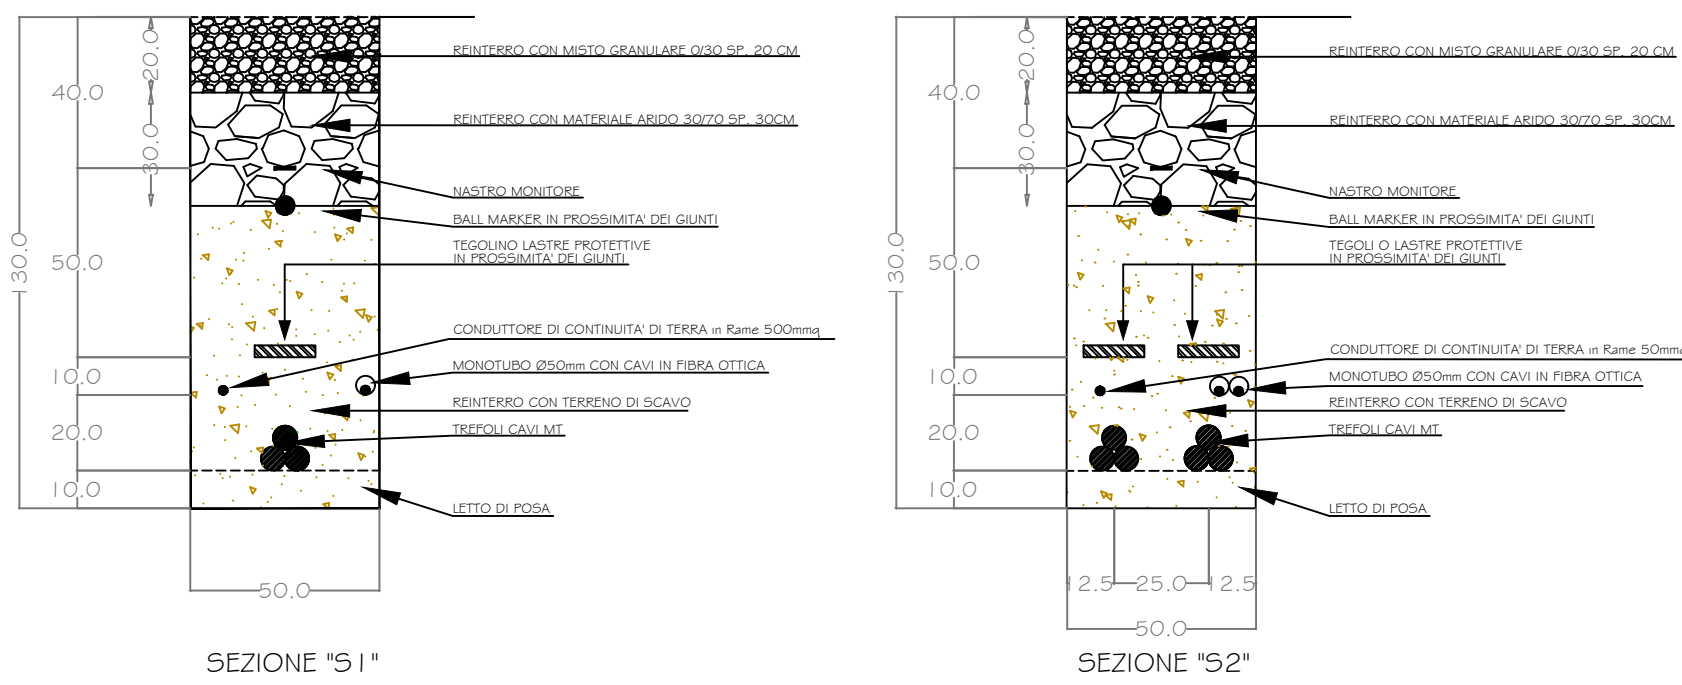 REINTERRO CON MISTO GRANULARE 0/30 SP. 20 CM
REINTERRO CON MATERIALE ARIDO 30/70 SP. 30CM
NASTRO MONITORE
BALL MARKER IN PROSSIMITA' DEI GIUNTI
TEGOLINO LASTRE PROTETTIVE
IN PROSSIMITA' DEI GIUNTI
CONDUTTORE DI CONTINUITA' DI TERRA in Rame 500mmq
MONOTUBO Ø50mm CON CAVI IN FIBRA OTTICA
REINTERRO CON TERRENO DI SCAVO
TREFOLI CAVI MT
LETTO DI POSA
20.0
40.0
30.0
130.0
50.0
10.0
20.0
10.0
50.0
SEZIONE "S1"
REINTERRO CON MISTO GRANULARE 0/30 SP. 20 CM
REINTERRO CON MATERIALE ARIDO 30/70 SP. 30CM
NASTRO MONITORE
BALL MARKER IN PROSSIMITA' DEI GIUNTI
TEGOLI O LASTRE PROTETTIVE
IN PROSSIMITA' DEI GIUNTI
CONDUTTORE DI CONTINUITA' DI TERRA in Rame 50mmq
MONOTUBO Ø50mm CON CAVI IN FIBRA OTTICA
REINTERRO CON TERRENO DI SCAVO
TREFOLI CAVI MT
LETTO DI POSA
20.0
40.0
30.0
130.0
50.0
10.0
20.0
10.0
12.5
25.0
12.5
50.0
SEZIONE "S2"